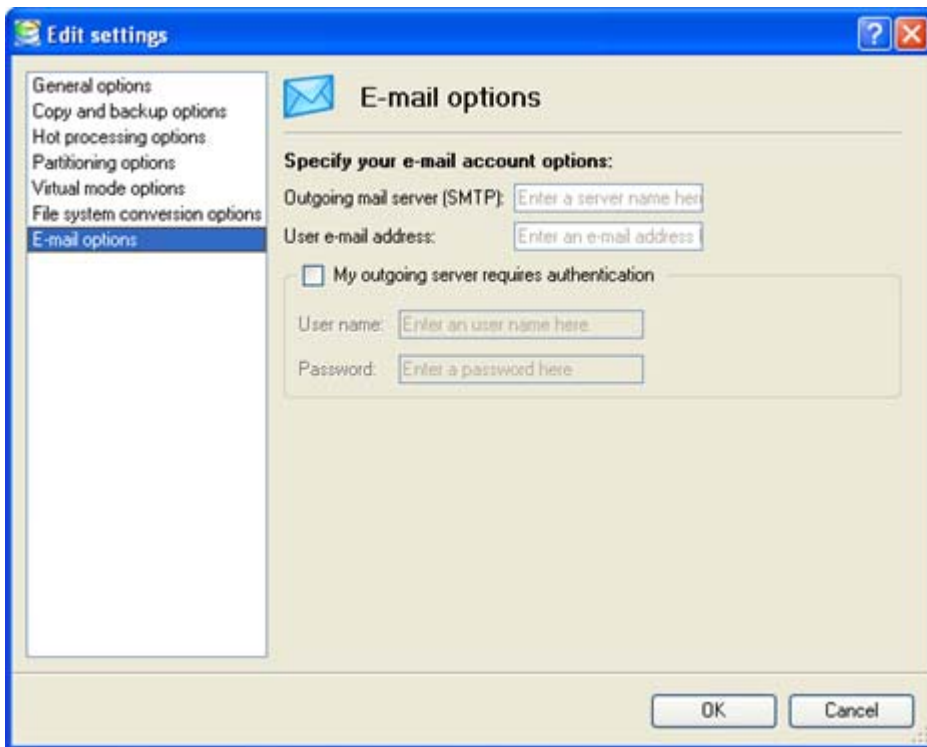 Edit settings
General options
Copy and backup options
Hot processing options
Partitioning options
Virtual mode options
File system conversion options
E-mail options
E-mail options
Specify your e-mail account options:
Outgoing mail server (SMTP): Enter a server name her
User e-mail address: Enter an e-mail address
My outgoing server requires authentication
User name: Enter an user name here
Password: Enter a password here
OK Cancel